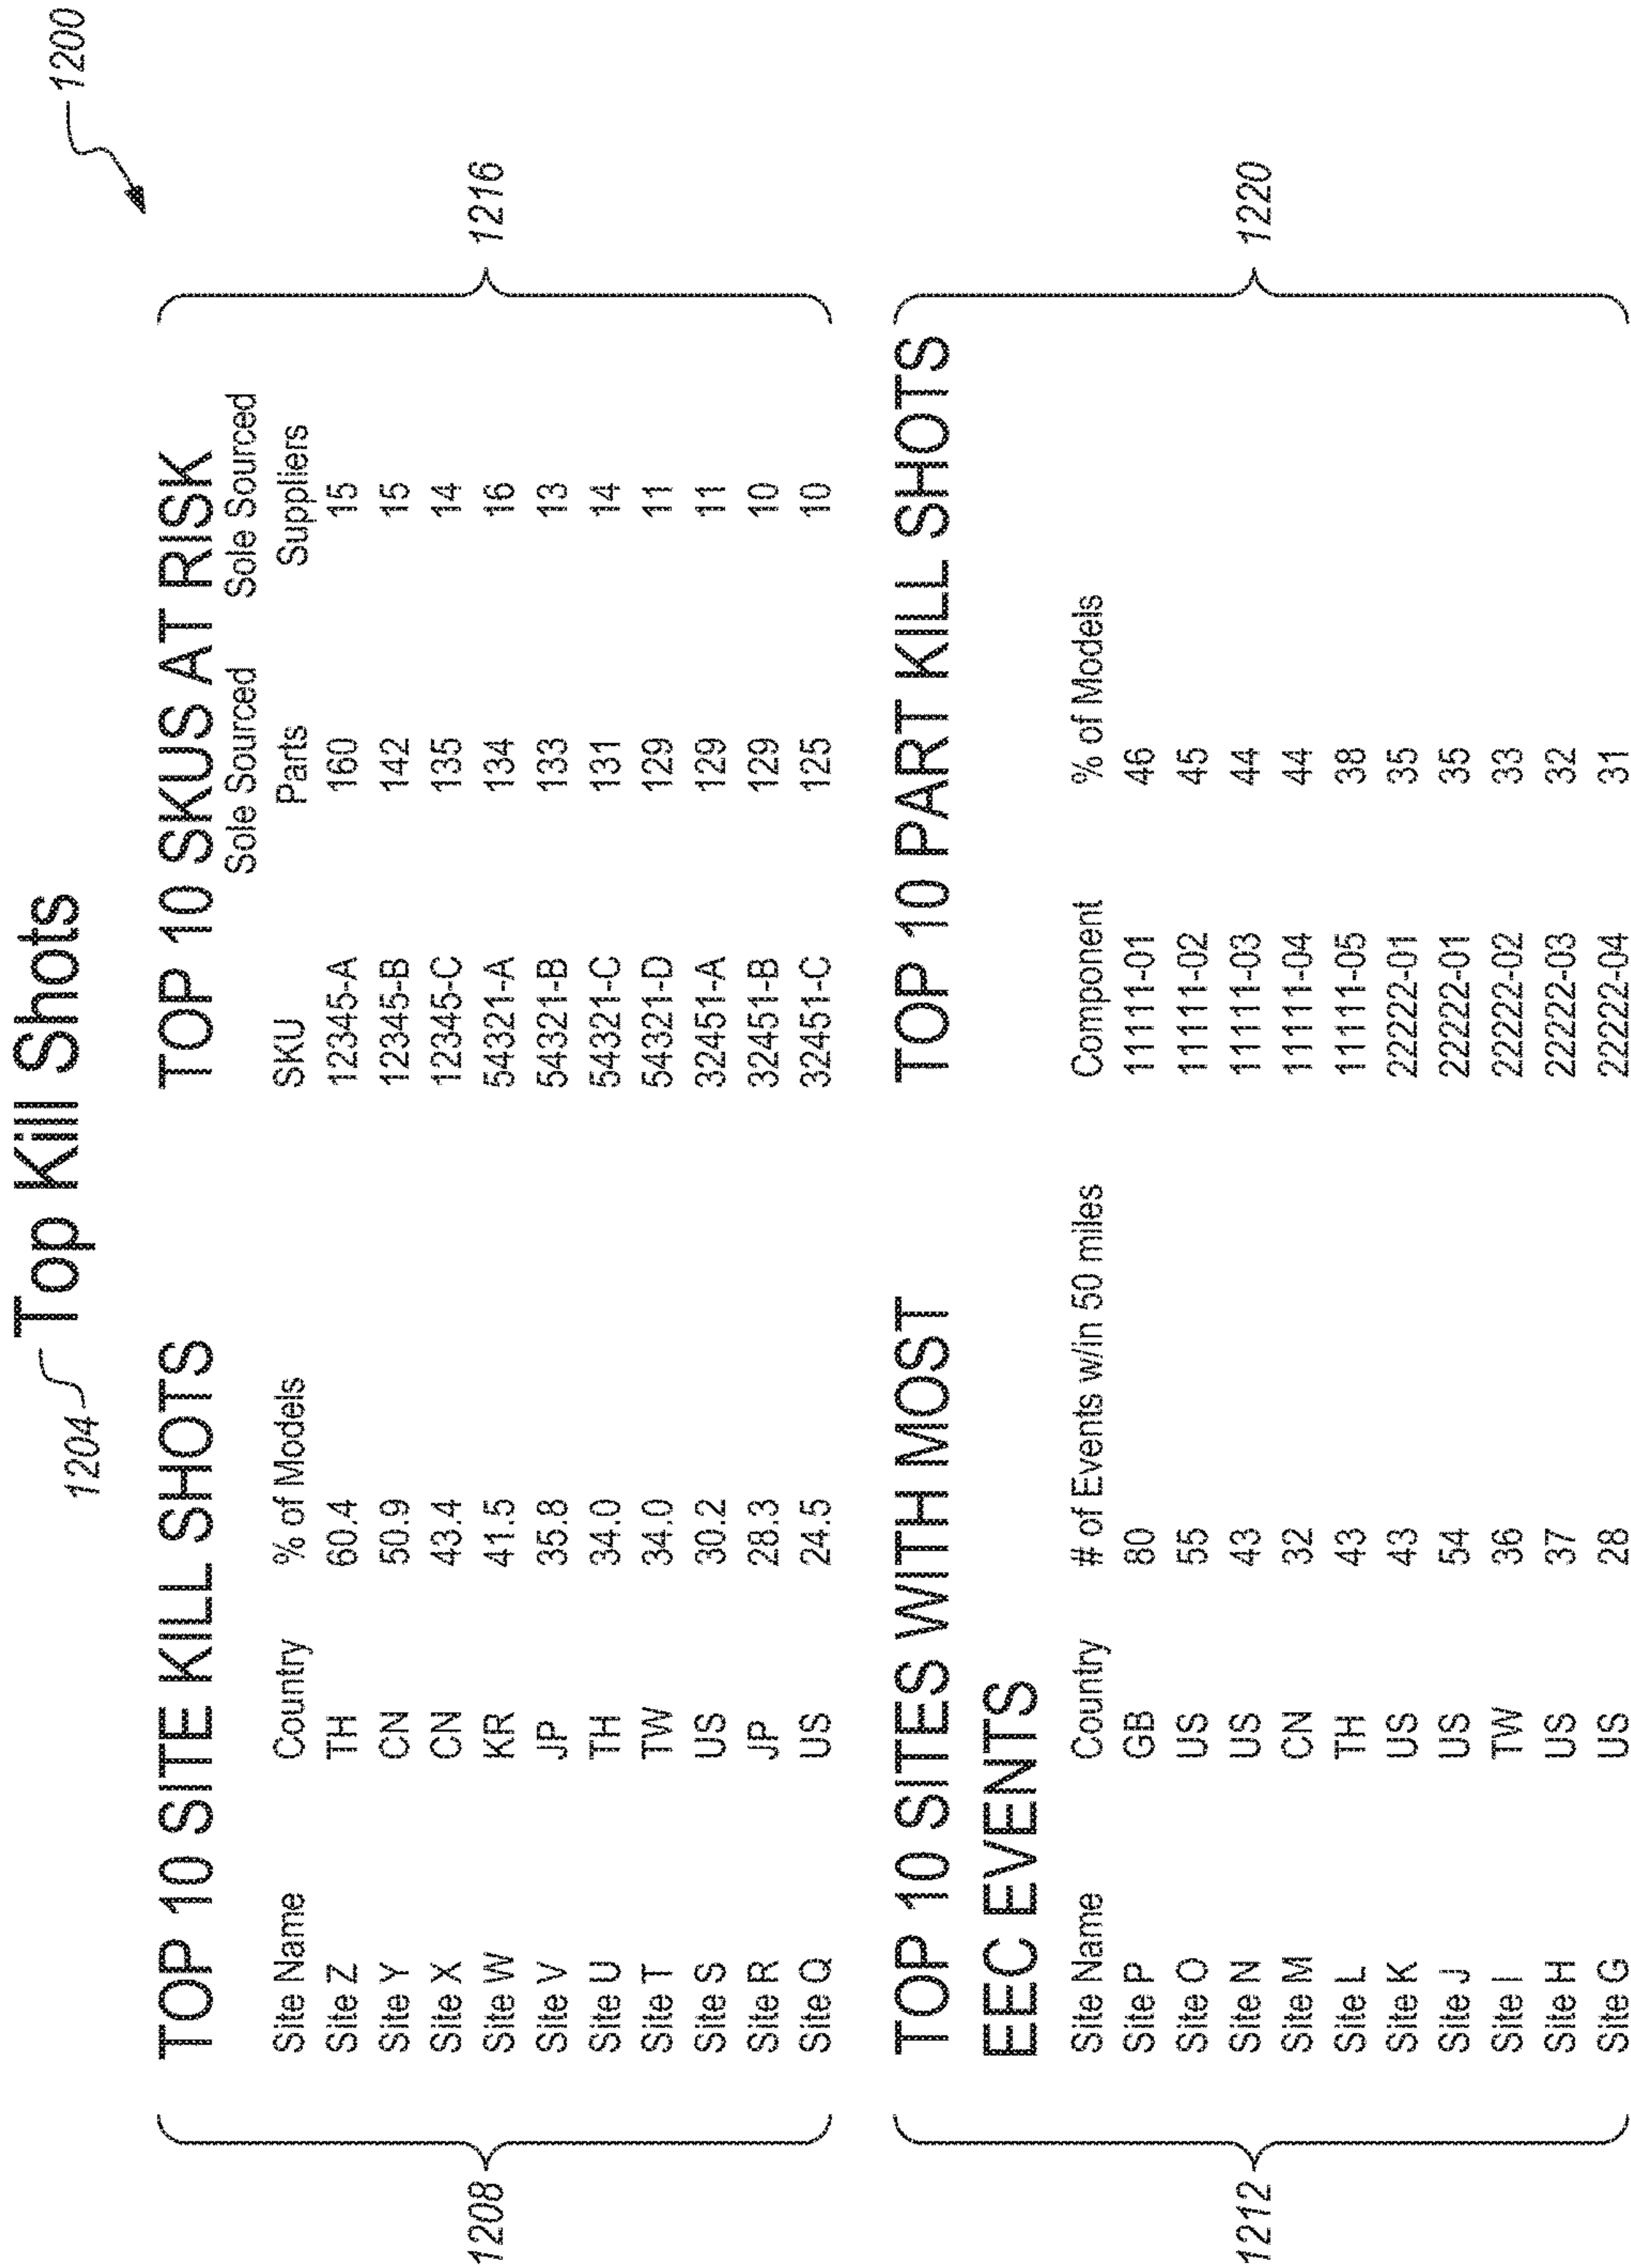 1200
1204 Top Kill Shots
1208
TOP 10 SITE KILL SHOTS
Site Name Country % of Models
Site Z TH 60.4
Site Y CN 50.9
Site X CN 43.4
Site W KR 41.5
Site V JP 35.8
Site U TH 34.0
Site T TW 34.0
Site S US 30.2
Site R JP 28.3
Site Q US 24.5
TOP 10 SKUS AT RISK
Sole Sourced Sole Sourced
SKU Parts Suppliers
12345-A 160 15
12345-B 142 15
12345-C 135 14
54321-A 134 16
54321-B 133 13
54321-C 131 14
54321-D 129 11
32451-A 129 11
32451-B 129 10
32451-C 125 10
1216
1212
TOP 10 SITES WITH MOST
EEC EVENTS
Site Name Country # of Events w/in 50 miles
Site P GB 80
Site O US 55
Site N US 43
Site M CN 32
Site L TH 43
Site K US 43
Site J US 54
Site I TW 36
Site H US 37
Site G US 28
TOP 10 PART KILL SHOTS
Component % of Models
11111-01 46
11111-02 45
11111-03 44
11111-04 44
11111-05 38
22222-01 35
22222-01 35
22222-02 33
22222-03 32
22222-04 31
1220